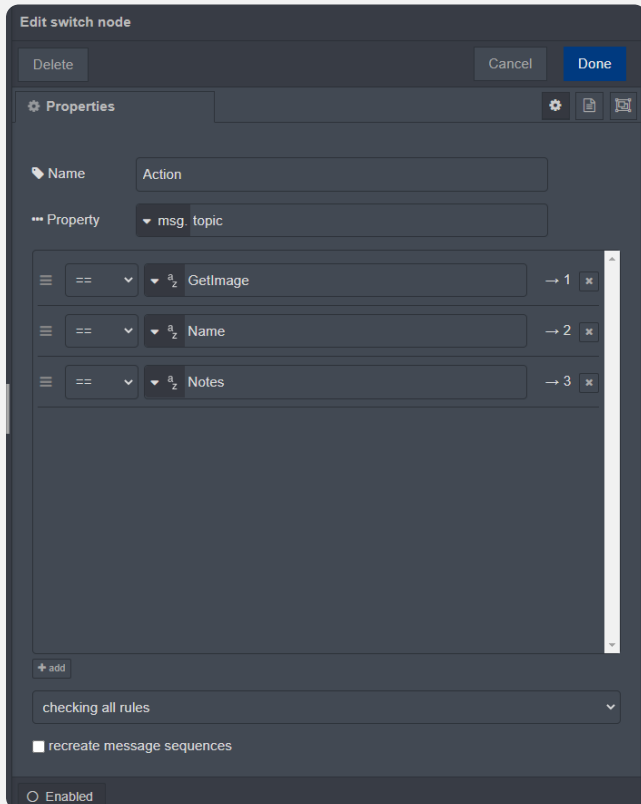 Edit switch node
Delete Cancel Done
Properties
Name Action
Property msg. topic
== a z GetImage → 1
== a z Name → 2
== a z Notes → 3
add
checking all rules
recreate message sequences
Enabled